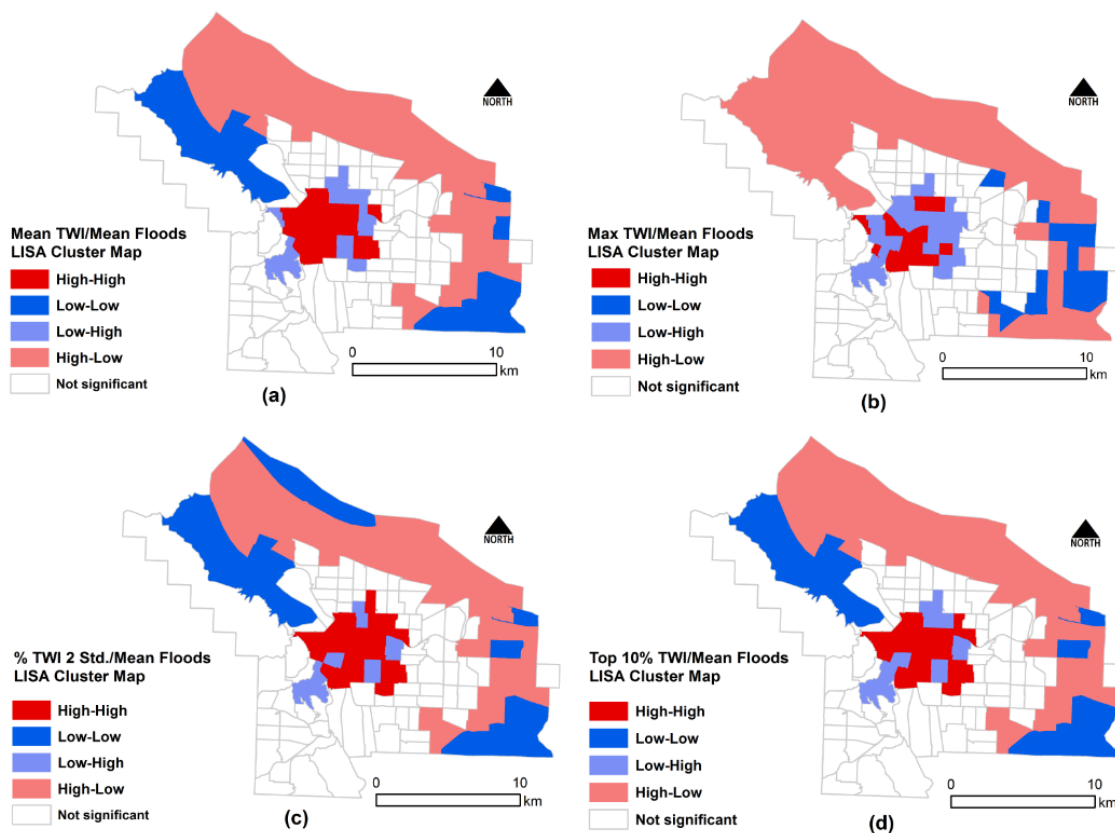 NORTH
Mean TWI/Mean Floods
LISA Cluster Map
High-High
Low-Low
Low-High
High-Low
Not significant
0 10
km
(a)
NORTH
Max TWI/Mean Floods
LISA Cluster Map
High-High
Low-Low
Low-High
High-Low
Not significant
0 10
km
(b)
NORTH
% TWI 2 Std./Mean Floods
LISA Cluster Map
High-High
Low-Low
Low-High
High-Low
Not significant
0 10
km
(c)
NORTH
Top 10% TWI/Mean Floods
LISA Cluster Map
High-High
Low-Low
Low-High
High-Low
Not significant
0 10
km
(d)